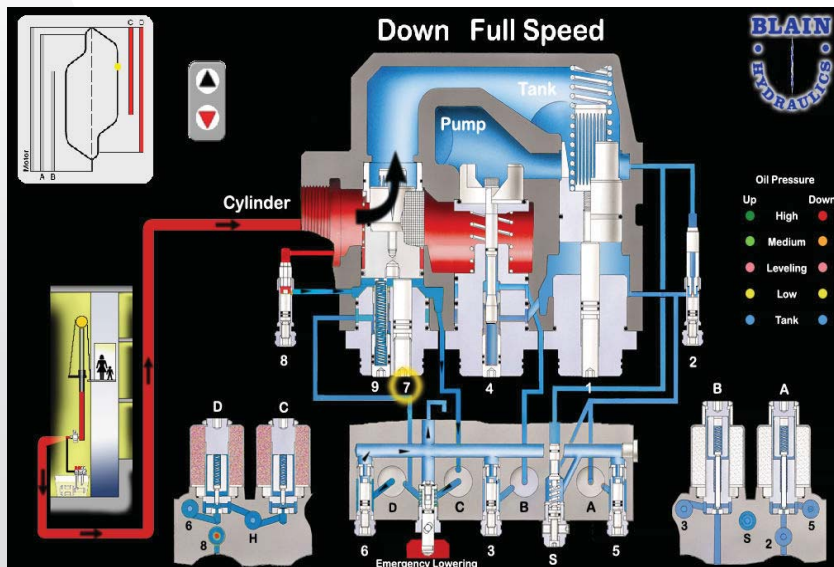 Down Full Speed
BLAIN
HYDRAULICS
C D
Motor
A
B
Tank
Pump
Cylinder
Oil Pressure
Up Down
High
Medium
Leveling
Low
Tank
8
9
7
4
1
2
D
C
6
8
H
D
C
B
A
6
3
S
5
Emergency Lowering
B
A
3
S
2
5